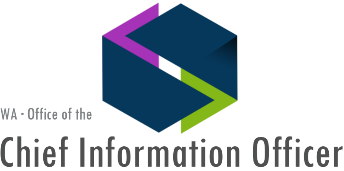 WA - Office of the
Chief Information Officer